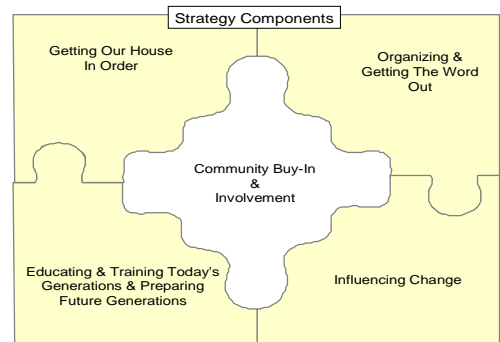 Strategy Components
Getting Our House
In Order
Organizing &
Getting The Word
Out
Community Buy-In
&
Involvement
Educating & Training Today's
Generations & Preparing
Future Generations
Influencing Change